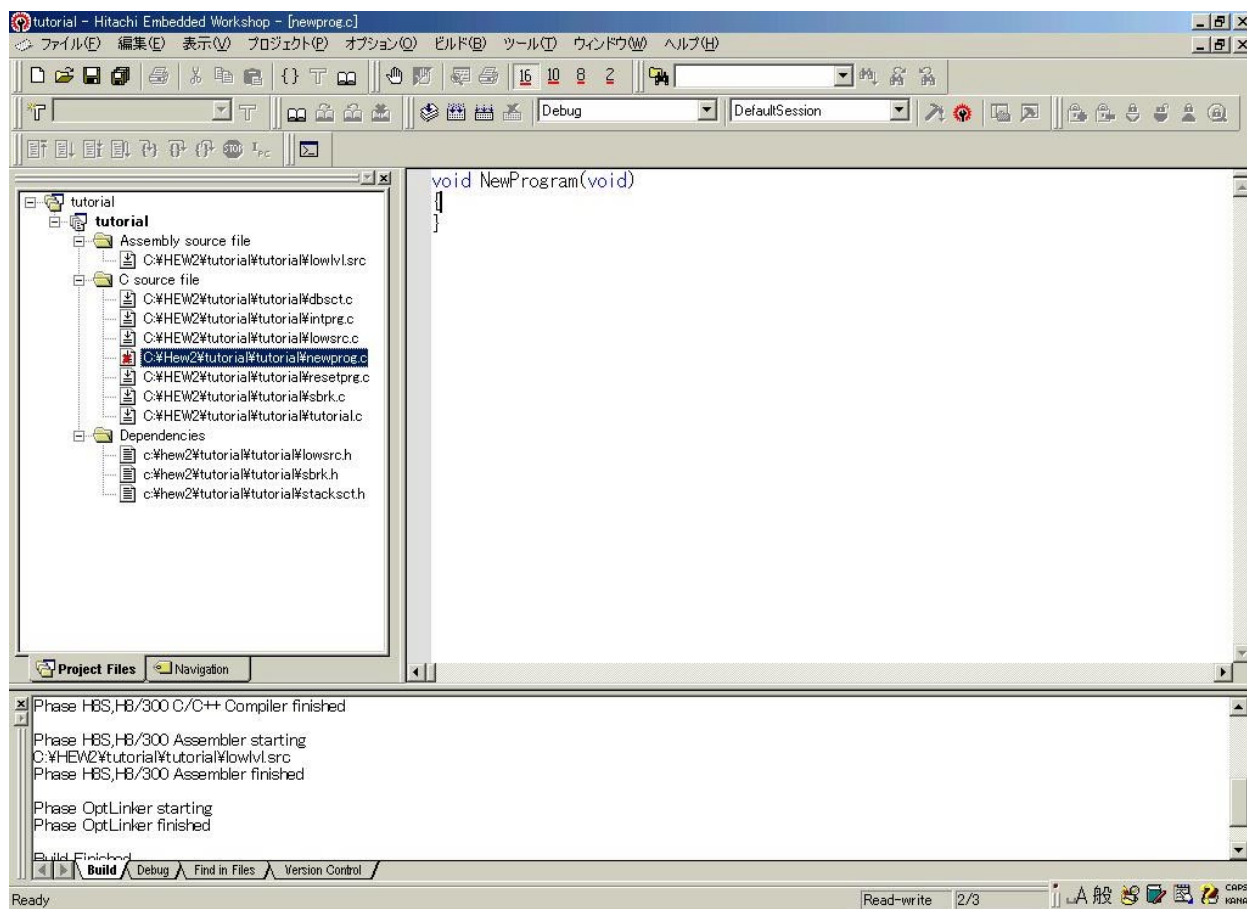 tutorial - Hitachi Embedded Workshop - [newprog.c]
ファイル(F) 編集(E) 表示(V) プロジェクト(P) オプション(O) ビルド(B) ツール(T) ウィンドウ(W) ヘルプ(H)
16 10 8 2
Debug DefaultSession
STOP PC
tutorial
tutorial
Assembly source file
C:¥HEW2¥tutorial¥tutorial¥lowlvl.src
C source file
C:¥HEW2¥tutorial¥tutorial¥dbsct.c
C:¥HEW2¥tutorial¥tutorial¥intprg.c
C:¥HEW2¥tutorial¥tutorial¥lowsrc.c
C:¥Hew2¥tutorial¥tutorial¥newprog.c
C:¥HEW2¥tutorial¥tutorial¥resetprg.c
C:¥HEW2¥tutorial¥tutorial¥sbrk.c
C:¥HEW2¥tutorial¥tutorial¥tutorial.c
Dependencies
c:¥hew2¥tutorial¥tutorial¥lowsrc.h
c:¥hew2¥tutorial¥tutorial¥sbrk.h
c:¥hew2¥tutorial¥tutorial¥stacksct.h
Project Files Navigation
void NewProgram(void)
{
}
Phase H8S,H8/300 C/C++ Compiler finished
Phase H8S,H8/300 Assembler starting
C:¥HEW2¥tutorial¥tutorial¥lowlvl.src
Phase H8S,H8/300 Assembler finished
Phase OptLinker starting
Phase OptLinker finished
Build Finished
Build Debug Find in Files Version Control
Ready Read-write 2/3 A 般 CAPS
KANA